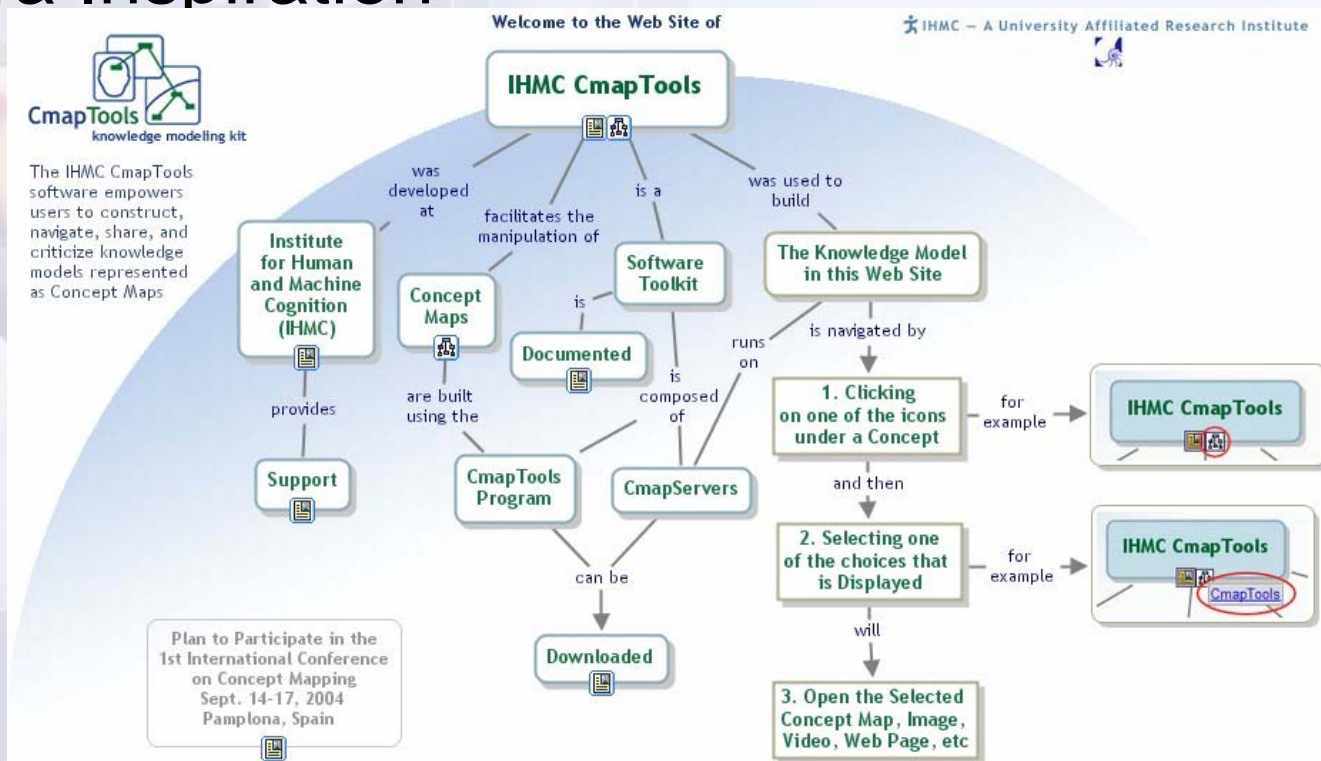 a Inspiration
Welcome to the Web Site of
IHMC – A University Affiliated Research Institute
CmapTools
knowledge modeling kit
The IHMC CmapTools
software empowers
users to construct,
navigate, share, and
criticize knowledge
models represented
as Concept Maps
IHMC CmapTools
was
developed
at
facilitates the
manipulation of
is a
was used to
build
Institute
for Human
and Machine
Cognition
(IHMC)
Concept
Maps
Software
Toolkit
The Knowledge Model
in this Web Site
is
Documented
runs
on
is navigated by
provides
are built
using the
is
composed
of
1. Clicking
on one of the icons
under a Concept
for
example
IHMC CmapTools
Support
CmapTools
Program
CmapServers
and then
2. Selecting one
of the choices that
is Displayed
for
example
IHMC CmapTools
CmapTools
can be
will
Plan to Participate in the
1st International Conference
on Concept Mapping
Sept. 14-17, 2004
Pamplona, Spain
Downloaded
3. Open the Selected
Concept Map, Image,
Video, Web Page, etc